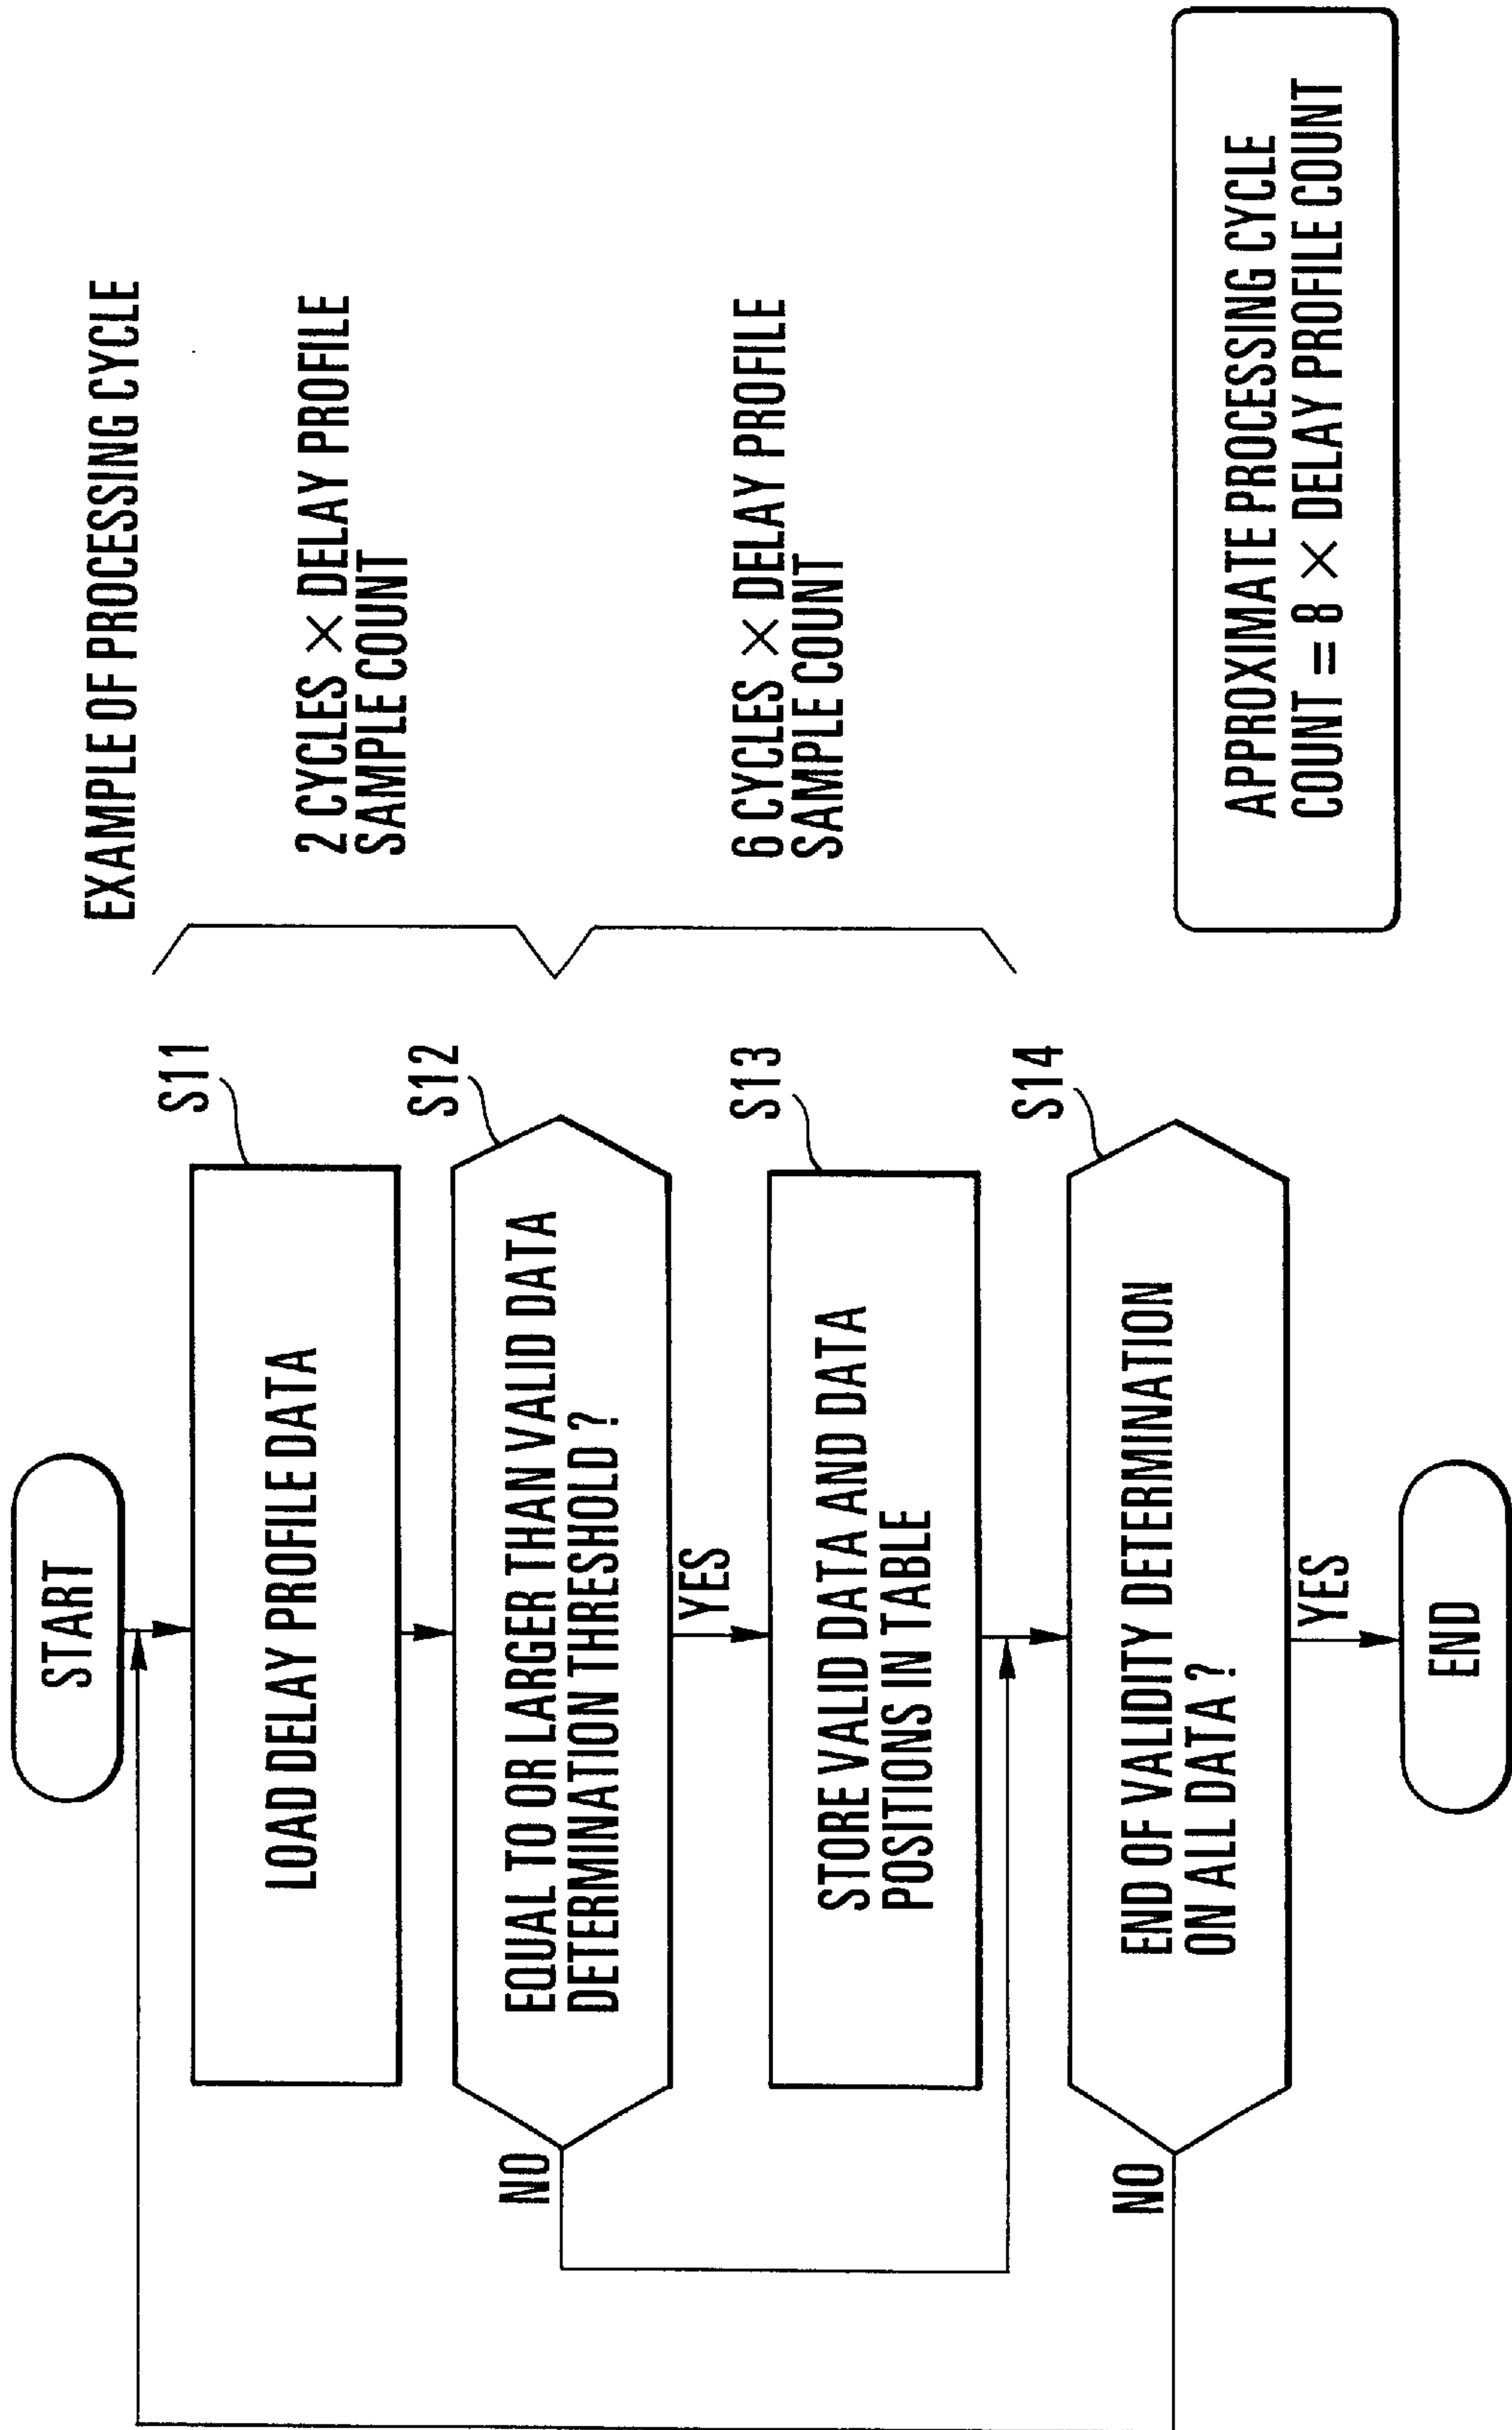 EXAMPLE OF PROCESSING CYCLE
START
S11
LOAD DELAY PROFILE DATA
2 CYCLES × DELAY PROFILE
SAMPLE COUNT
S12
EQUAL TO OR LARGER THAN VALID DATA
DETERMINATION THRESHOLD ?
NO
YES
S13
STORE VALID DATA AND DATA
POSITIONS IN TABLE
6 CYCLES × DELAY PROFILE
SAMPLE COUNT
S14
END OF VALIDITY DETERMINATION
ON ALL DATA ?
NO
YES
END
APPROXIMATE PROCESSING CYCLE
COUNT = 8 × DELAY PROFILE COUNT